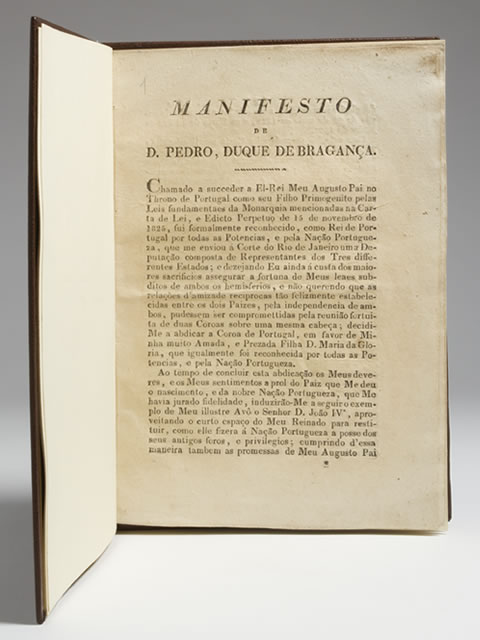 MANIFESTO
DE
D. PEDRO, DUQUE DE BRAGANÇA.
Chamado a succeder a El-Rei Meu Augusto Pai no
Throno de Portugal como seu Filho Primogenito pelas
Leis fundamentaes da Monarquia mencionadas na Car-
ta de Lei, e Edicto Perpetuo de 15 de novembro de
1825, fui formalmente reconhecido, como Rei de Por-
tugal por todas as Potencias, e pela Nação Portugue-
za, que me enviou á Corte do Rio de Janeiro uma De-
putação composta de Representantes dos Tres diffe-
rentes Estados; e dezejando Eu ainda á custa dos maio-
res sacrificios assegurar a fortuna de Meus leaes sub-
ditos de ambos os hemisferios, e não querendo que as
relações d'amizade reciprocas tão felizmente estabele-
cidas entre os dois Paizes, pela independencia de am-
bos, podessem ser compromettidas pela reunião fortui-
ta de duas Coroas sobre uma mesma cabeça; decidi-
Me a abdicar a Coroa de Portugal, em favor de Mi-
nha muito Amada, e Prezada Filha D. Maria da Glo-
ria, que igualmente foi reconhecida por todas as Po-
tencias, e pela Nação Portugueza.
Ao tempo de concluir esta abdicação os Meus deve-
res, e os Meus sentimentos a prol do Paiz que Me deu
o nascimento, e da nobre Nação Portugueza, que Me
havia jurado fidelidade, induzirão-Me a seguir o exem-
plo de Meu illustre Avô o Senhor D. João IVº, apro-
veitando o curto espaço do Meu Reinado para resti-
tuir, como elle fizera á Nação Portugueza a posse dos
seus antigos foros, e privilegios; cumprindo d'essa
maneira tambem as promessas de Meu Augusto Pai
*